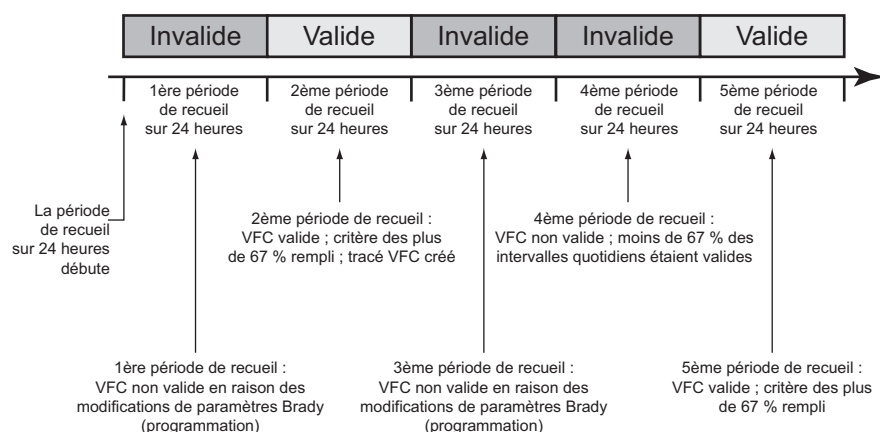 Invalide Valide Invalide Invalide Valide
1ère période
de recueil
sur 24 heures
2ème période
de recueil
sur 24 heures
3ème période
de recueil
sur 24 heures
4ème période
de recueil
sur 24 heures
5ème période
de recueil
sur 24 heures
La période
de recueil
sur 24 heures
débute
2ème période de recueil :
VFC valide ; critère des plus
de 67 % rempli ; tracé VFC créé
4ème période de recueil :
VFC non valide ; moins de 67 % des
intervalles quotidiens étaient valides
1ère période de recueil :
VFC non valide en raison des
modifications de paramètres Brady
(programmation)
3ème période de recueil :
VFC non valide en raison des
modifications de paramètres Brady
(programmation)
5ème période de recueil :
VFC valide ; critère des plus
de 67 % rempli